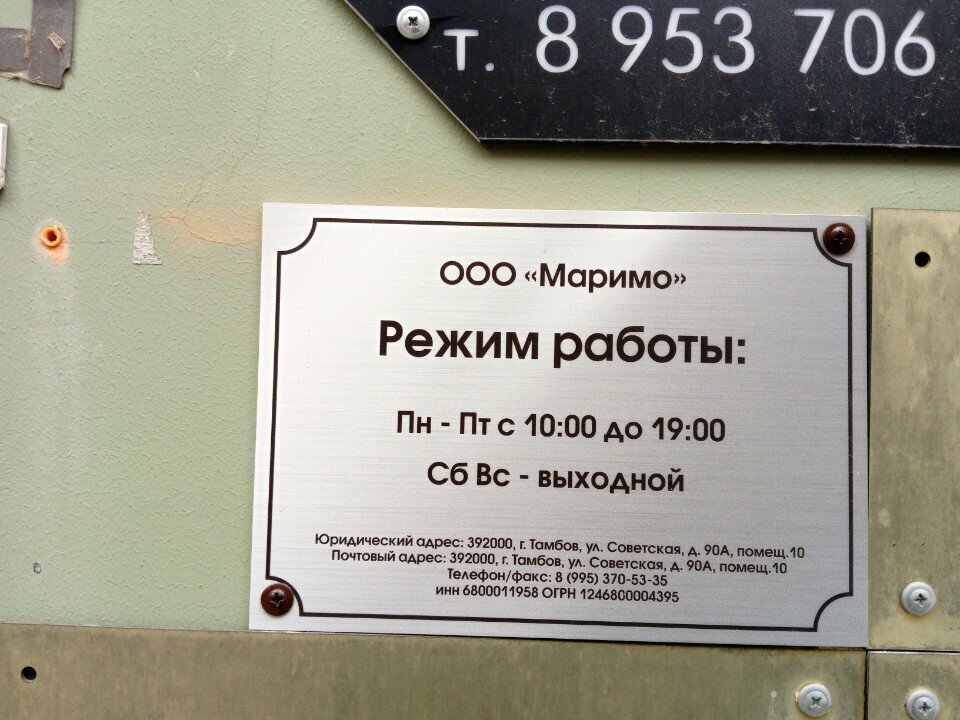 т. 8 953 706
ООО «Маримо»
Режим работы:
Пн - Пт с 10:00 до 19:00
Сб Вс - выходной
Юридический адрес: 392000, г. Тамбов, ул. Советская, д. 90А, помещ.10
Почтовый адрес: 392000, г. Тамбов, ул. Советская, д. 90А, помещ.10
Телефон/факс: 8 (995) 370-53-35
инн 6800011958 ОГРН 1246800004395